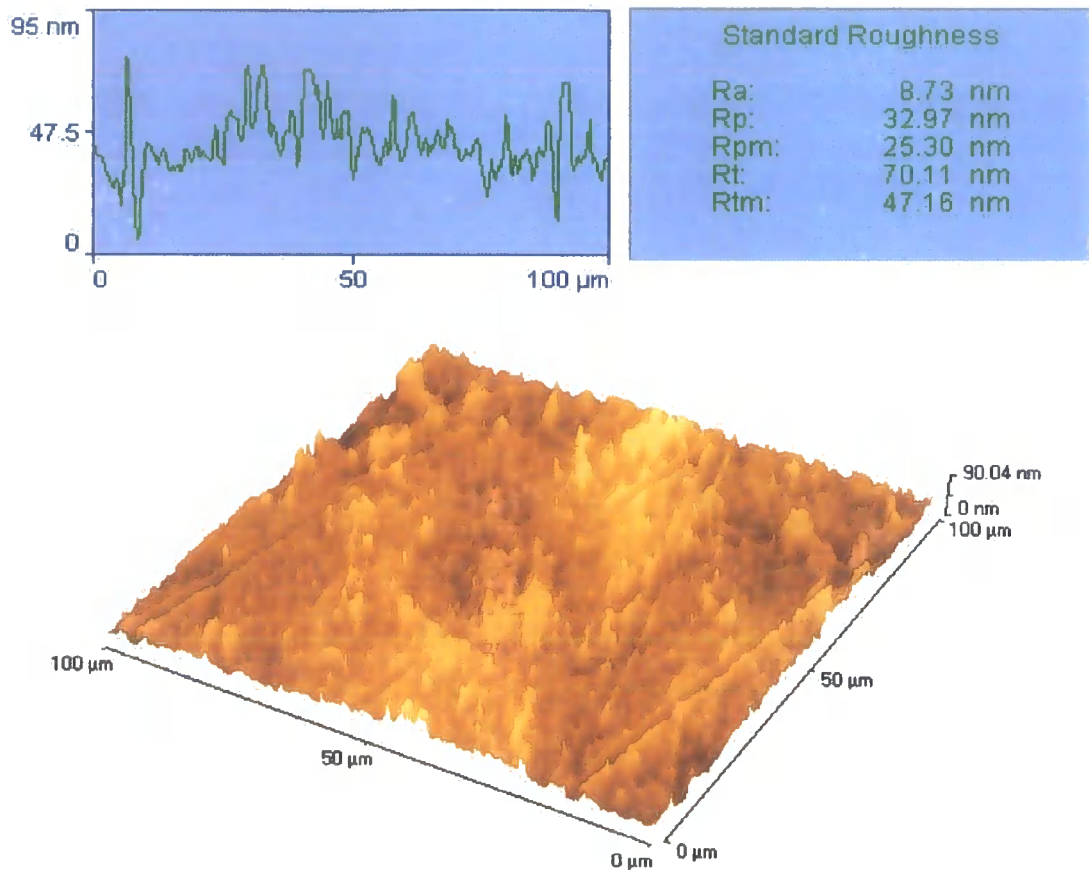 95 nm
47.5
0
0 50 100 µm
Standard Roughness
Ra: 8.73 nm
Rp: 32.97 nm
Rpm: 25.30 nm
Rt: 70.11 nm
Rtm: 47.16 nm
90.04 nm
0 nm
100 µm
50 µm
0 µm
100 µm
50 µm
0 µm